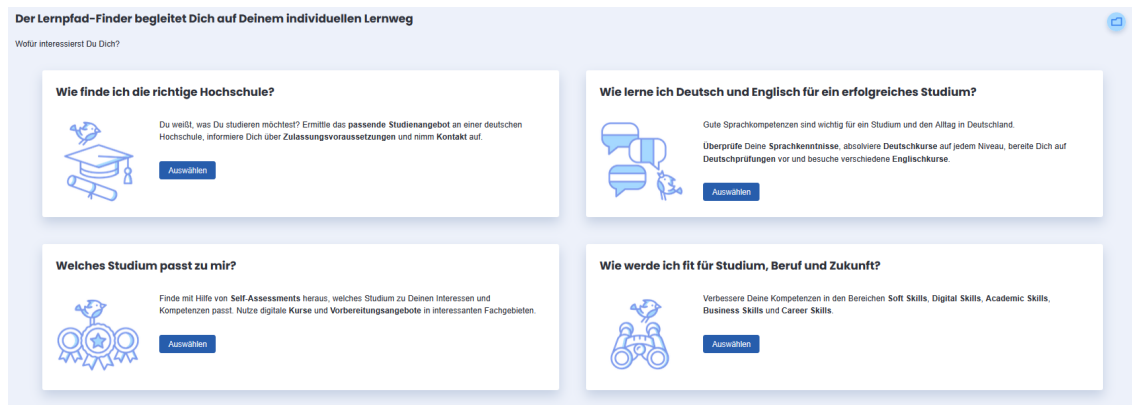 Der Lernpfad-Finder begleitet Dich auf Deinem individuellen Lernweg
Wofür interessierst Du Dich?
Wie finde ich die richtige Hochschule?
Du weißt, was Du studieren möchtest? Ermittle das passende Studienangebot an einer deutschen
Hochschule, informiere Dich über Zulassungsvoraussetzungen und nimm Kontakt auf.
Auswählen
Wie lerne ich Deutsch und Englisch für ein erfolgreiches Studium?
Gute Sprachkompetenzen sind wichtig für ein Studium und den Alltag in Deutschland.
Überprüfe Deine Sprachkenntnisse, absolviere Deutschkurse auf jedem Niveau, bereite Dich auf
Deutschprüfungen vor und besuche verschiedene Englischkurse.
Auswählen
Welches Studium passt zu mir?
Finde mit Hilfe von Self-Assessments heraus, welches Studium zu Deinen Interessen und
Kompetenzen passt. Nutze digitale Kurse und Vorbereitungsangebote in interessanten Fachgebieten.
Auswählen
Wie werde ich fit für Studium, Beruf und Zukunft?
Verbessere Deine Kompetenzen in den Bereichen Soft Skills, Digital Skills, Academic Skills,
Business Skills und Career Skills.
Auswählen